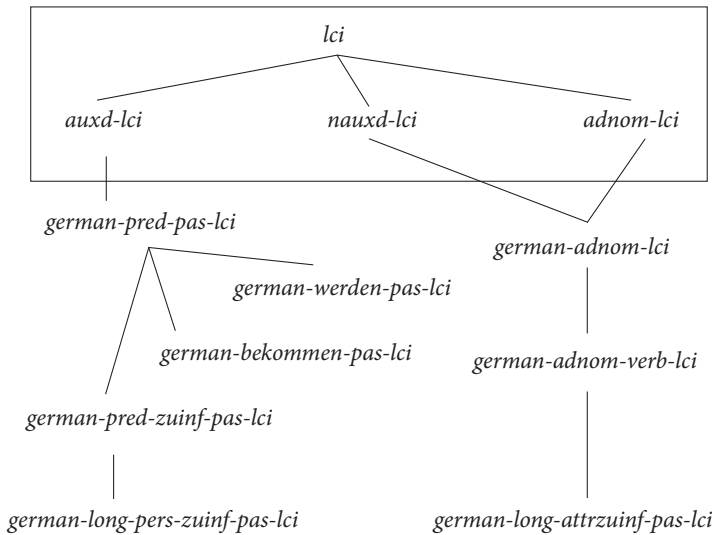 lci
auxd-lci nauxd-lci adnom-lci
german-pred-pas-lci
german-adnom-lci
german-werden-pas-lci
german-bekommen-pas-lci
german-adnom-verb-lci
german-pred-zuinf-pas-lci
german-long-pers-zuinf-pas-lci german-long-attrzuinf-pas-lci